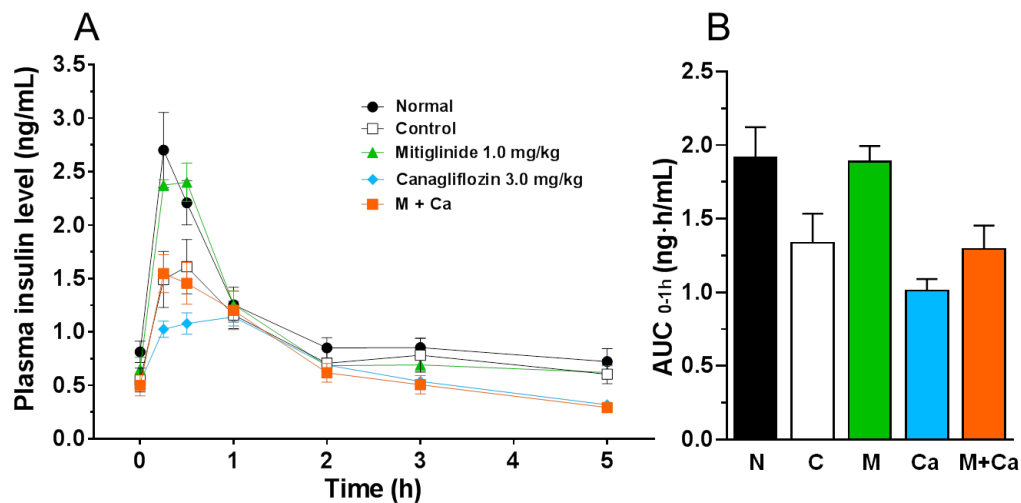 A
Plasma insulin level (ng/mL)
3.5
3.0
2.5
2.0
1.5
1.0
0.5
0.0
0 1 2 3 4 5
Time (h)
Normal
Control
Mitiglinide 1.0 mg/kg
Canagliflozin 3.0 mg/kg
M + Ca
B
AUC 0-1h (ng·h/mL)
2.5
2.0
1.5
1.0
0.5
0.0
N C M Ca M+Ca